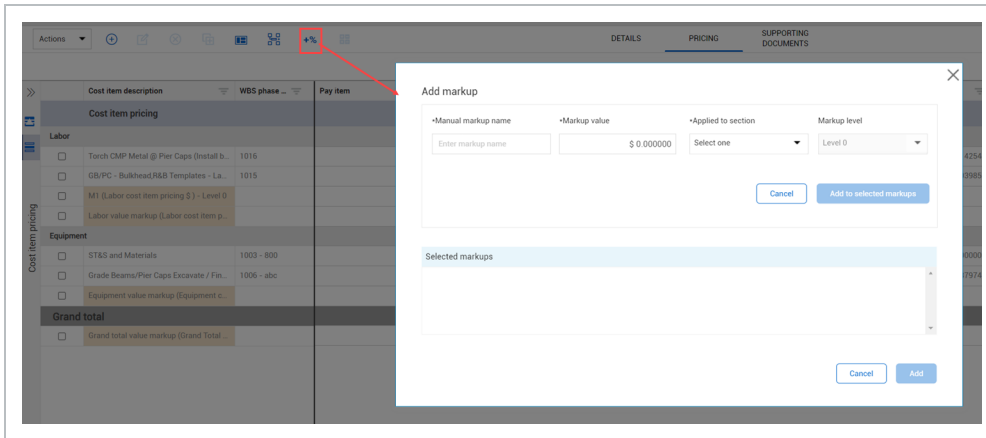 Actions
+%
DETAILS
PRICING
SUPPORTING
DOCUMENTS
Cost item description
WBS phase ...
Pay item
Cost item pricing
Labor
Torch CMP Metal @ Pier Caps (Install b...
1016
GB/PC - Bulkhead,R&B Templates - La...
1015
M1 (Labor cost item pricing $ ) - Level 0
Labor value markup (Labor cost item p...
Equipment
ST&S and Materials
1003 - 800
Grade Beams/Pier Caps Excavate / Fin...
1006 - abc
Equipment value markup (Equipment c...
Grand total
Grand total value markup (Grand Total ...
Cost item pricing
Add markup
•Manual markup name
•Markup value
•Applied to section
Markup level
Enter markup name
$ 0.000000
Select one
Level 0
Cancel
Add to selected markups
Selected markups
Cancel
Add
4254